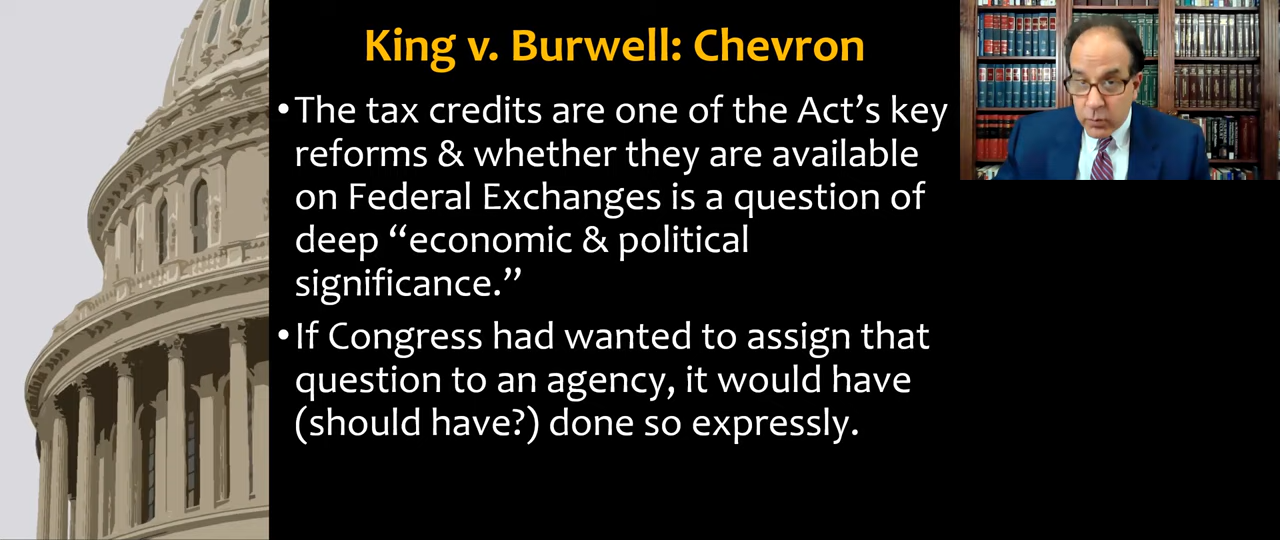 King v. Burwell: Chevron
•The tax credits are one of the Act’s key
reforms & whether they are available
on Federal Exchanges is a question of
deep “economic & political
significance.”
•If Congress had wanted to assign that
question to an agency, it would have
(should have?) done so expressly.